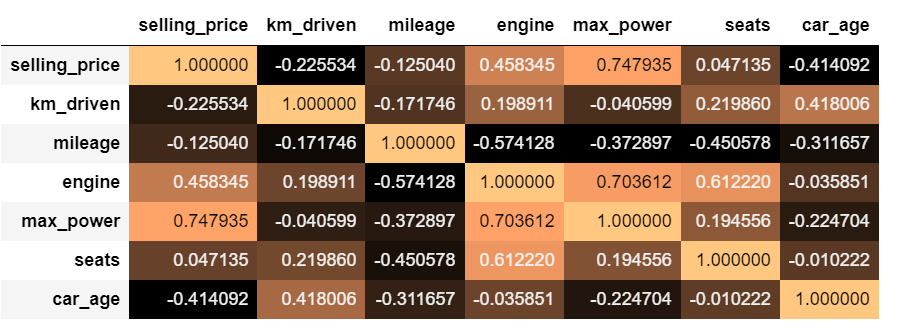 selling_price km_driven mileage engine max_power seats car_age
selling_price 1.000000 -0.225534 -0.125040 0.458345 0.747935 0.047135 -0.414092
km_driven -0.225534 1.000000 -0.171746 0.198911 -0.040599 0.219860 0.418006
mileage -0.125040 -0.171746 1.000000 -0.574128 -0.372897 -0.450578 -0.311657
engine 0.458345 0.198911 -0.574128 1.000000 0.703612 0.612220 -0.035851
max_power 0.747935 -0.040599 -0.372897 0.703612 1.000000 0.194556 -0.224704
seats 0.047135 0.219860 -0.450578 0.612220 0.194556 1.000000 -0.010222
car_age -0.414092 0.418006 -0.311657 -0.035851 -0.224704 -0.010222 1.000000